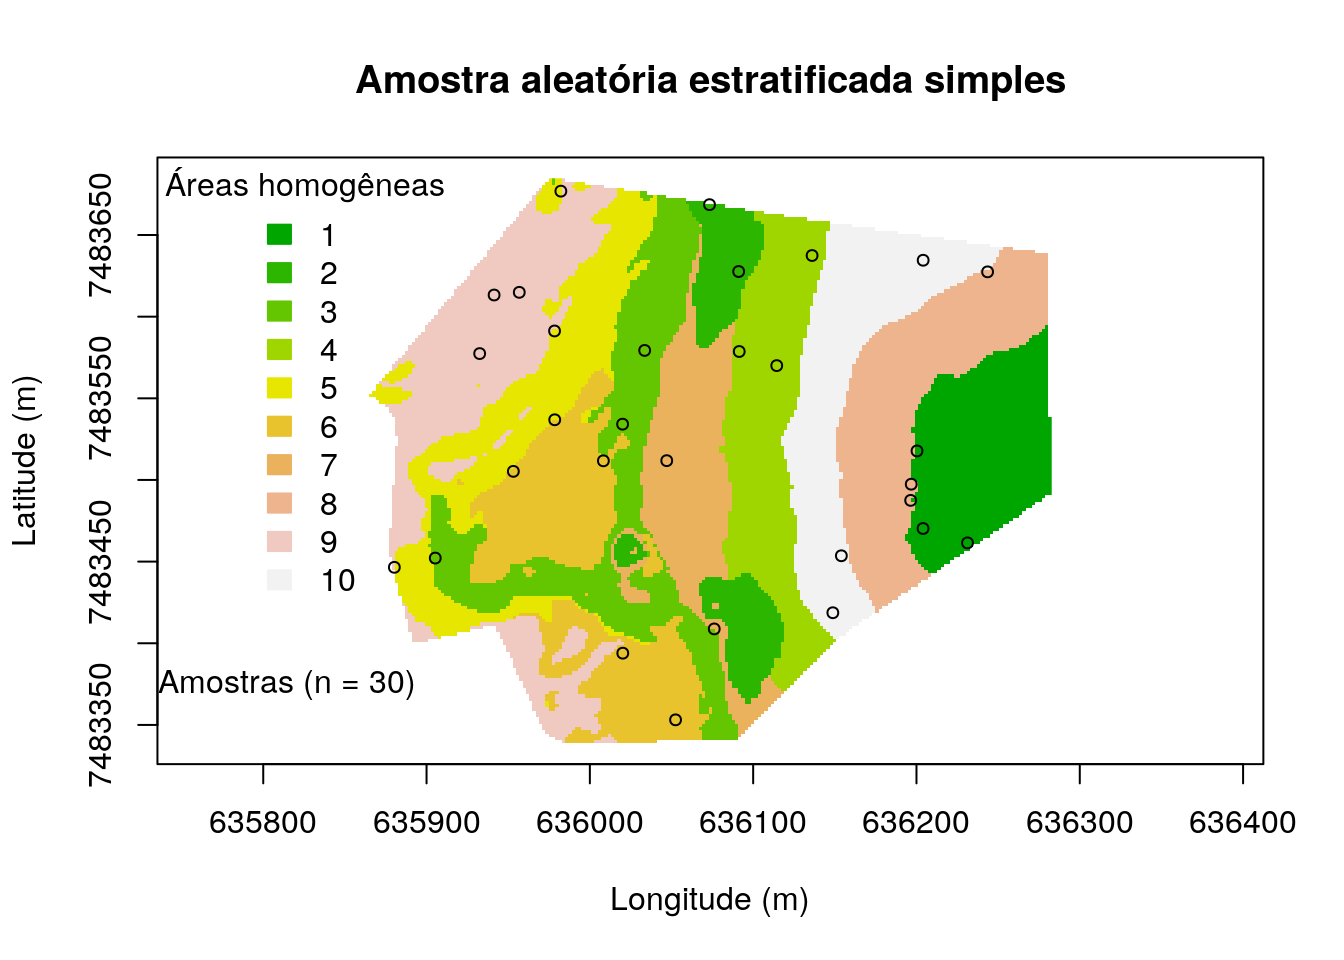 Amostra aleatória estratificada simples
Áreas homogêneas
1
2
3
4
5
6
7
8
9
10
Amostras (n = 30)
Latitude (m)
7483350
7483450
7483550
7483650
635800 635900 636000 636100 636200 636300 636400
Longitude (m)